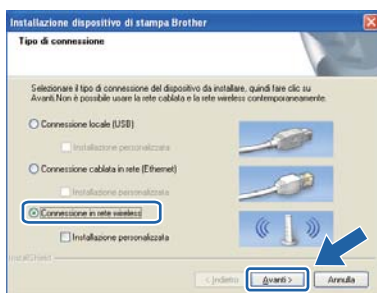 Installazione dispositivo di stampa Brother
Tipo di connessione
Selezionare il tipo di connessione del dispositivo da installare, quindi fare clic su
Avanti.Non è possibile usare la rete cablata e la rete wireless contemporaneamente.
Connessione locale (USB)
Installazione personalizzata
Connessione cablata in rete (Ethernet)
Installazione personalizzata
Connessione in rete wireless
Installazione personalizzata
InstallShield
< Indietro Avanti > Annulla